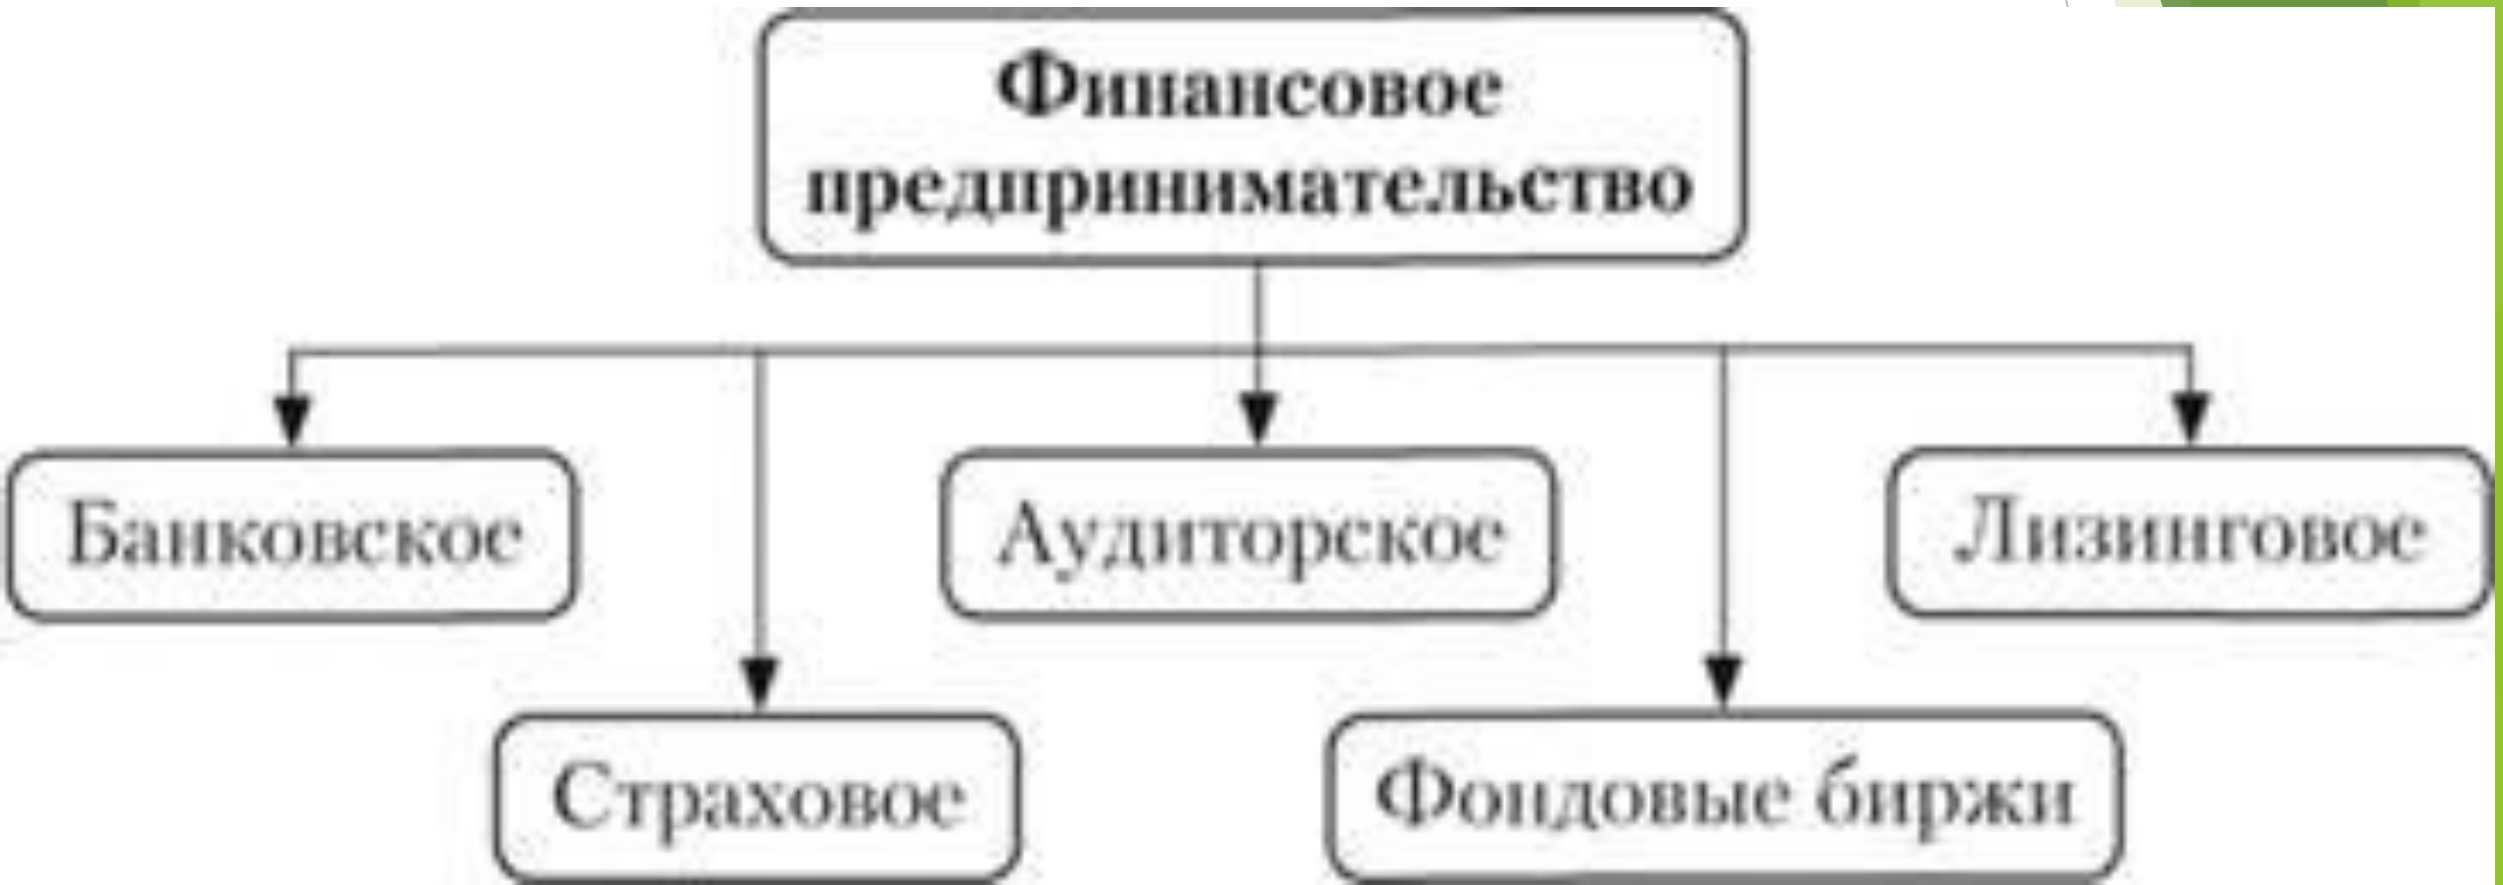 Финансовое
предпринимательство
Банковское
Аудиторское
Лизинговое
Страховое
Фондовые биржи